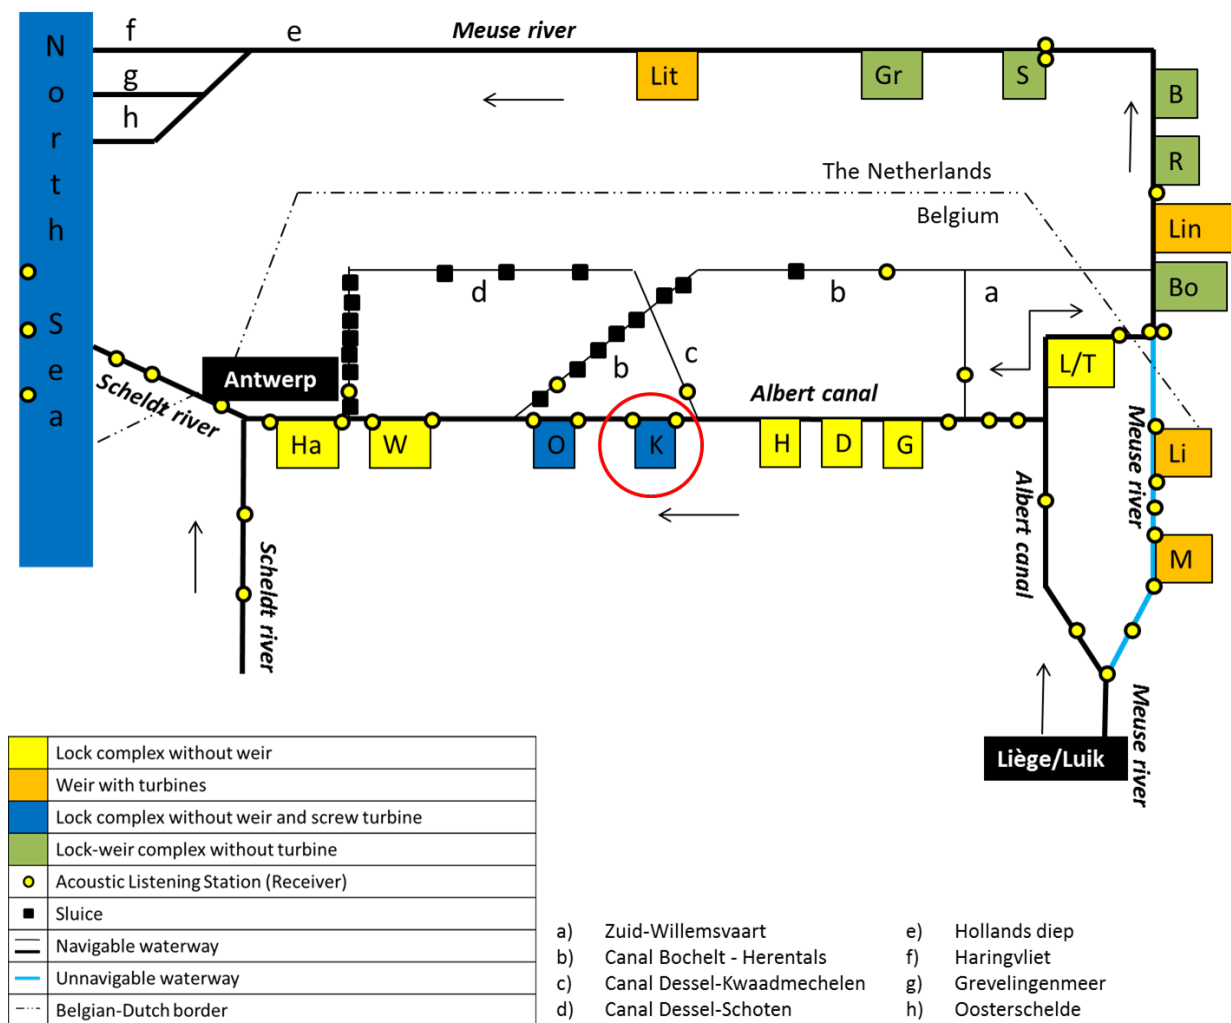 f
e
Meuse river
g
h
North Sea
Lit
Gr
S
B
R
Lin
Bo
The Netherlands
Belgium
d
b
a
b
c
L/T
Antwerp
Scheldt river
Albert canal
Ha
W
O
K
H
D
G
Li
M
Meuse river
Albert canal
Scheldt river
Meuse river
Liège/Luik
Lock complex without weir
Weir with turbines
Lock complex without weir and screw turbine
Lock-weir complex without turbine
Acoustic Listening Station (Receiver)
Sluice
Navigable waterway
Unnavigable waterway
Belgian-Dutch border
a) Zuid-Willemsvaart
b) Canal Bochelt - Herentals
c) Canal Dessel-Kwaadmechelen
d) Canal Dessel-Schoten
e) Hollands diep
f) Haringvliet
g) Grevelingenmeer
h) Oosterschelde